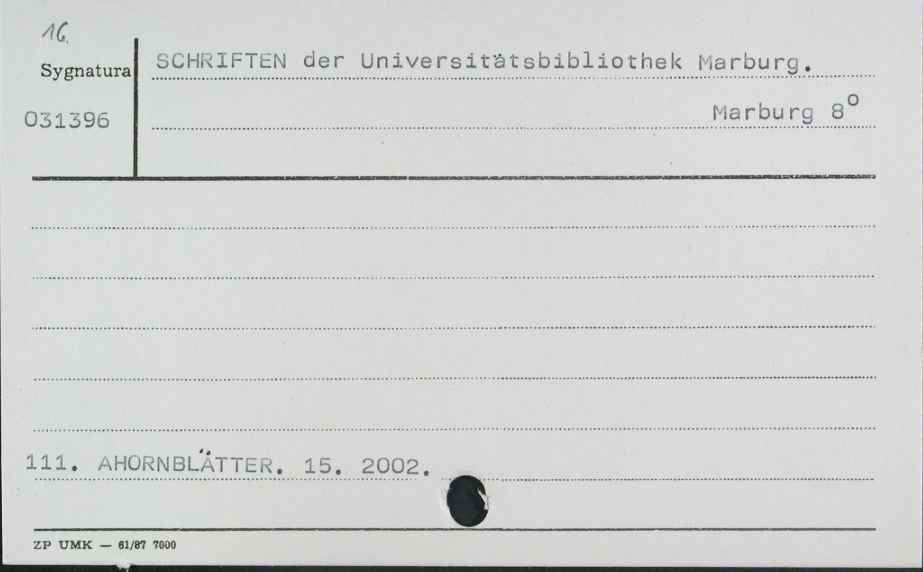 16.
Sygnatura
SCHRIFTEN der Universitätsbibliothek Marburg.
031396
Marburg 8°
111. AHORNBLÄTTER. 15. 2002.
ZP UMK — 61/87 7000